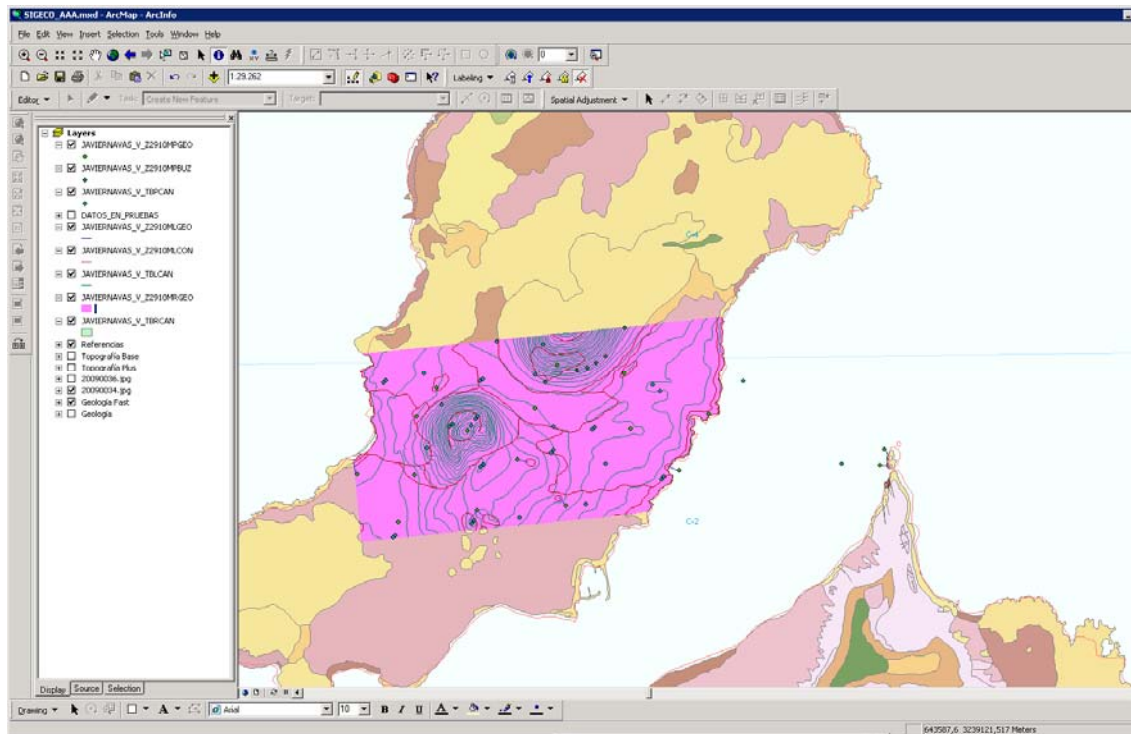 SIGECO_AAA.mxd - ArcMap - ArcInfo
File Edit View Insert Selection Tools Window Help
0
1:29.262
Labeling
Editor Task: Create New Feature Target: Spatial Adjustment
Layers
JAVIERNAVAS_V_Z2910MPGEO
JAVIERNAVAS_V_Z2910MPBUZ
JAVIERNAVAS_V_TBPCAN
DATOS_EN_PRUEBAS
JAVIERNAVAS_V_Z2910MLGEO
JAVIERNAVAS_V_Z2910MLCON
JAVIERNAVAS_V_TBLCAN
JAVIERNAVAS_V_Z2910MRGEO
JAVIERNAVAS_V_TBRCAN
Referencias
Topografía Base
Topografía Plus
20090036.jpg
20090034.jpg
Geología Fast
Geología
C-2
Display Source Selection
Drawing A Arial 10 B I U A
643587,6 3239121,517 Meters